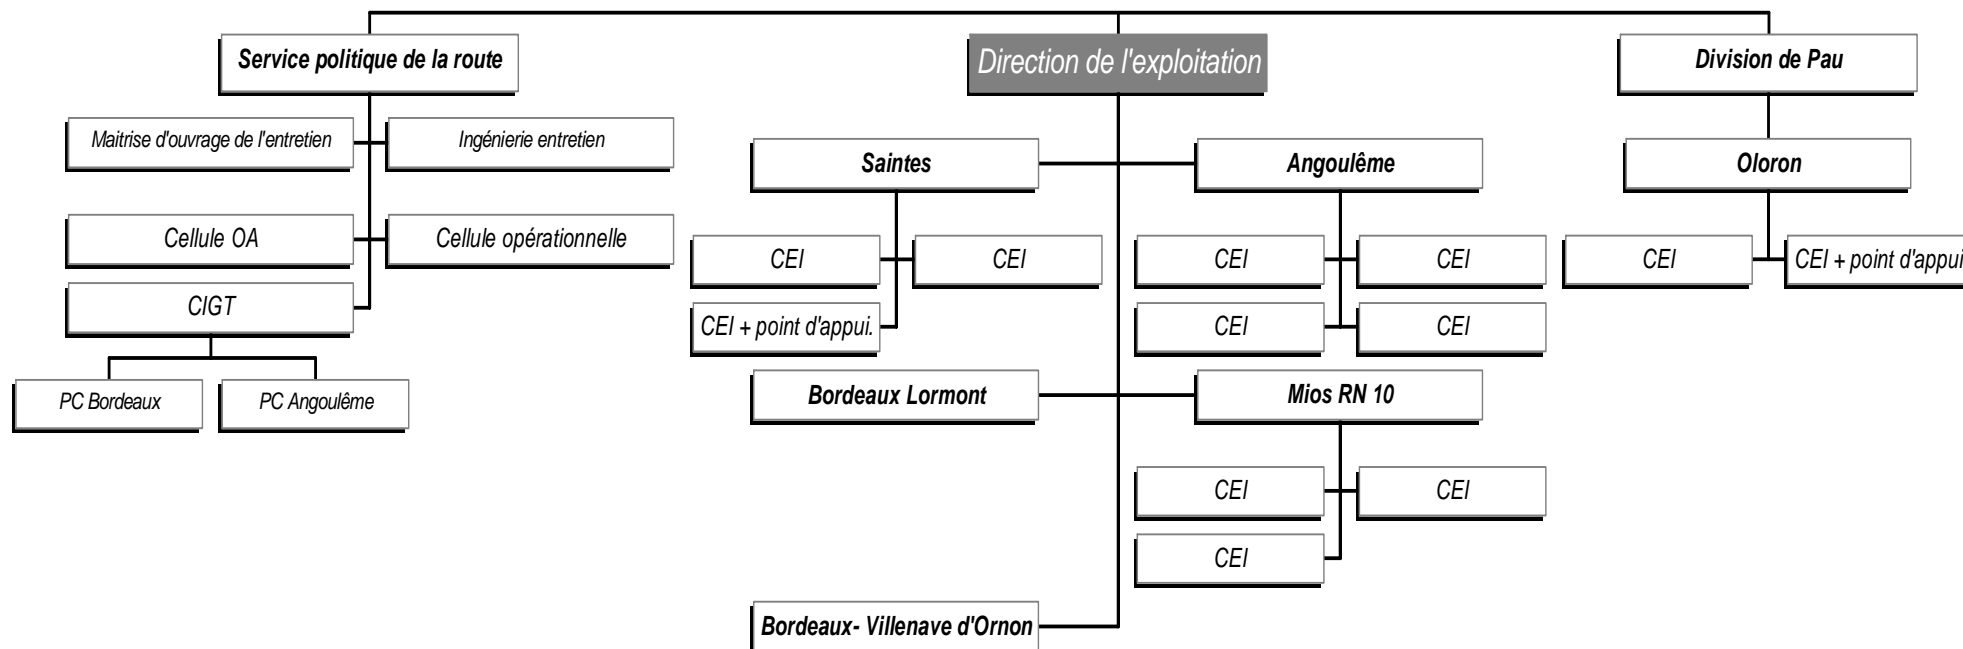 Service politique de la route
Direction de l'exploitation
Division de Pau
Maitrise d'ouvrage de l'entretien
Ingénierie entretien
Saintes
Angoulême
Oloron
Cellule OA
Cellule opérationnelle
CEI
CEI
CEI
CEI
CEI
CEI + point d'appui
CIGT
CEI + point d'appui.
CEI
CEI
PC Bordeaux
PC Angoulême
Bordeaux Lormont
Mios RN 10
CEI
CEI
CEI
Bordeaux- Villenave d'Ornon